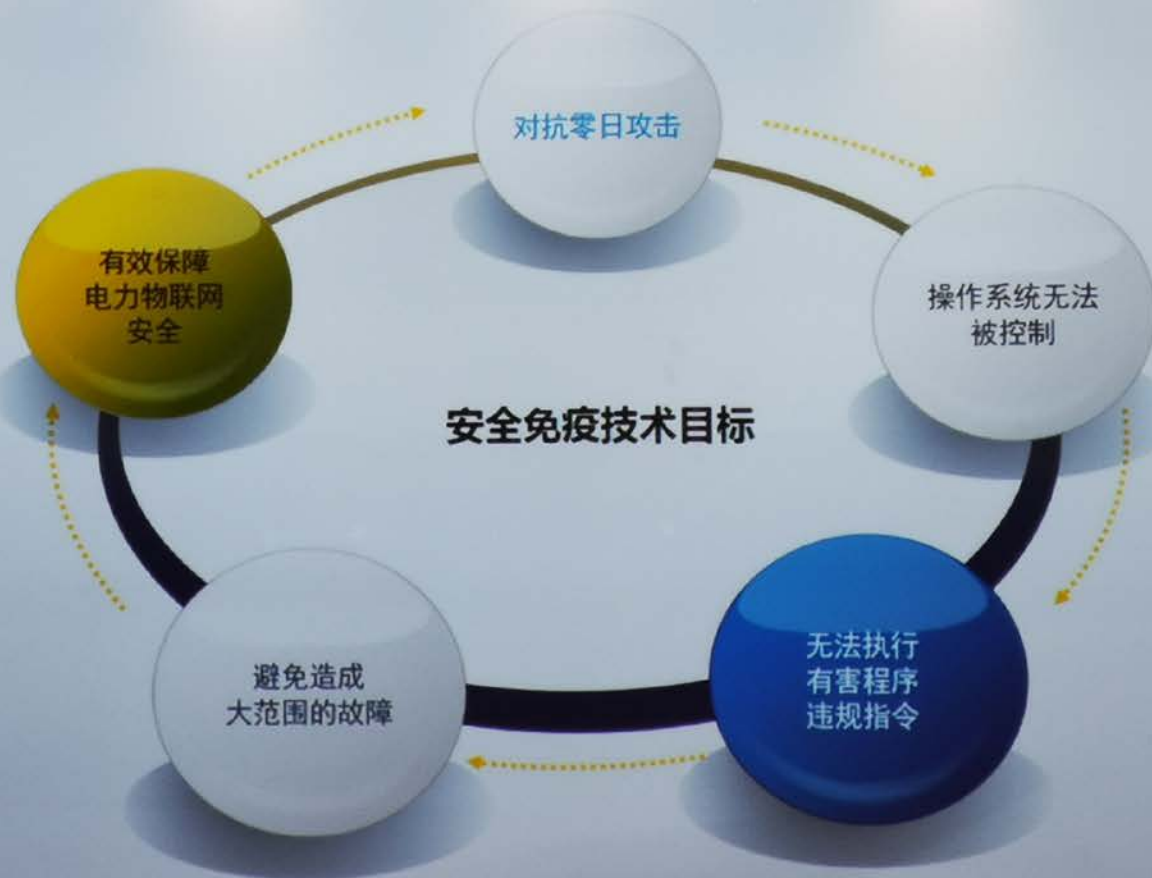 对抗零日攻击
有效保障
电力物联网
安全
操作系统无法
被控制
安全免疫技术目标
无法执行
有害程序
违规指令
避免造成
大范围的故障